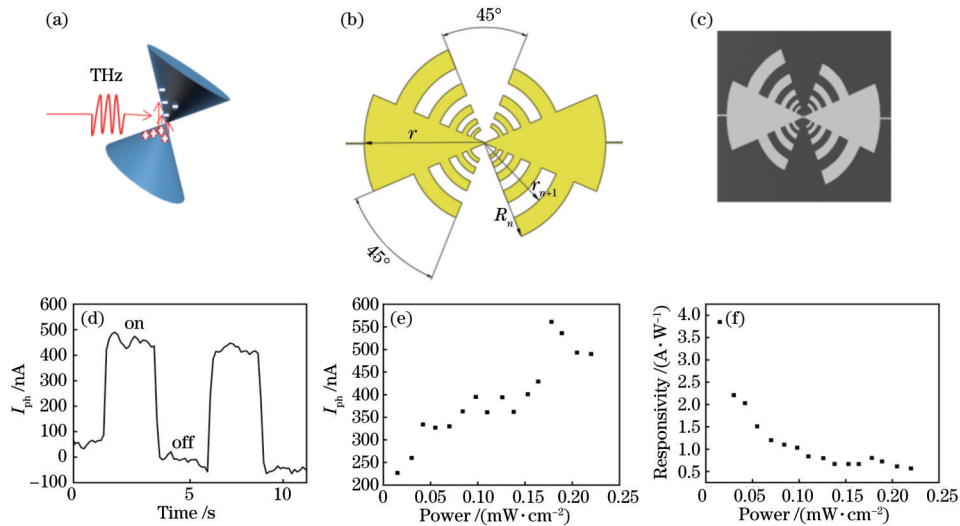 (a)
THz
(b)
45°
r
r_{n+1}
R_n
45°
(c)
(d)
600
500
400
300
200
100
0
−100
I_{ph} /nA
on
off
0
5
10
Time /s
(e)
600
550
500
450
400
350
300
250
200
I_{ph} /nA
0
0.05
0.10
0.15
0.20
0.25
Power /(mW·cm⁻²)
(f)
4.0
3.5
3.0
2.5
2.0
1.5
1.0
0.5
Responsivity /(A·W⁻¹)
0
0.05
0.10
0.15
0.20
0.25
Power /(mW·cm⁻²)